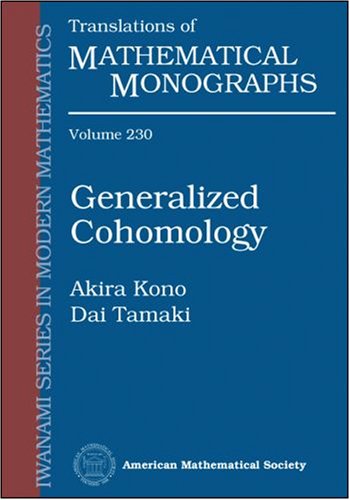 IWANAMI SERIES IN MODERN MATHEMATICS
Translations of
MATHEMATICAL
MONOGRAPHS
Volume 230
Generalized
Cohomology
Akira Kono
Dai Tamaki
American Mathematical Society